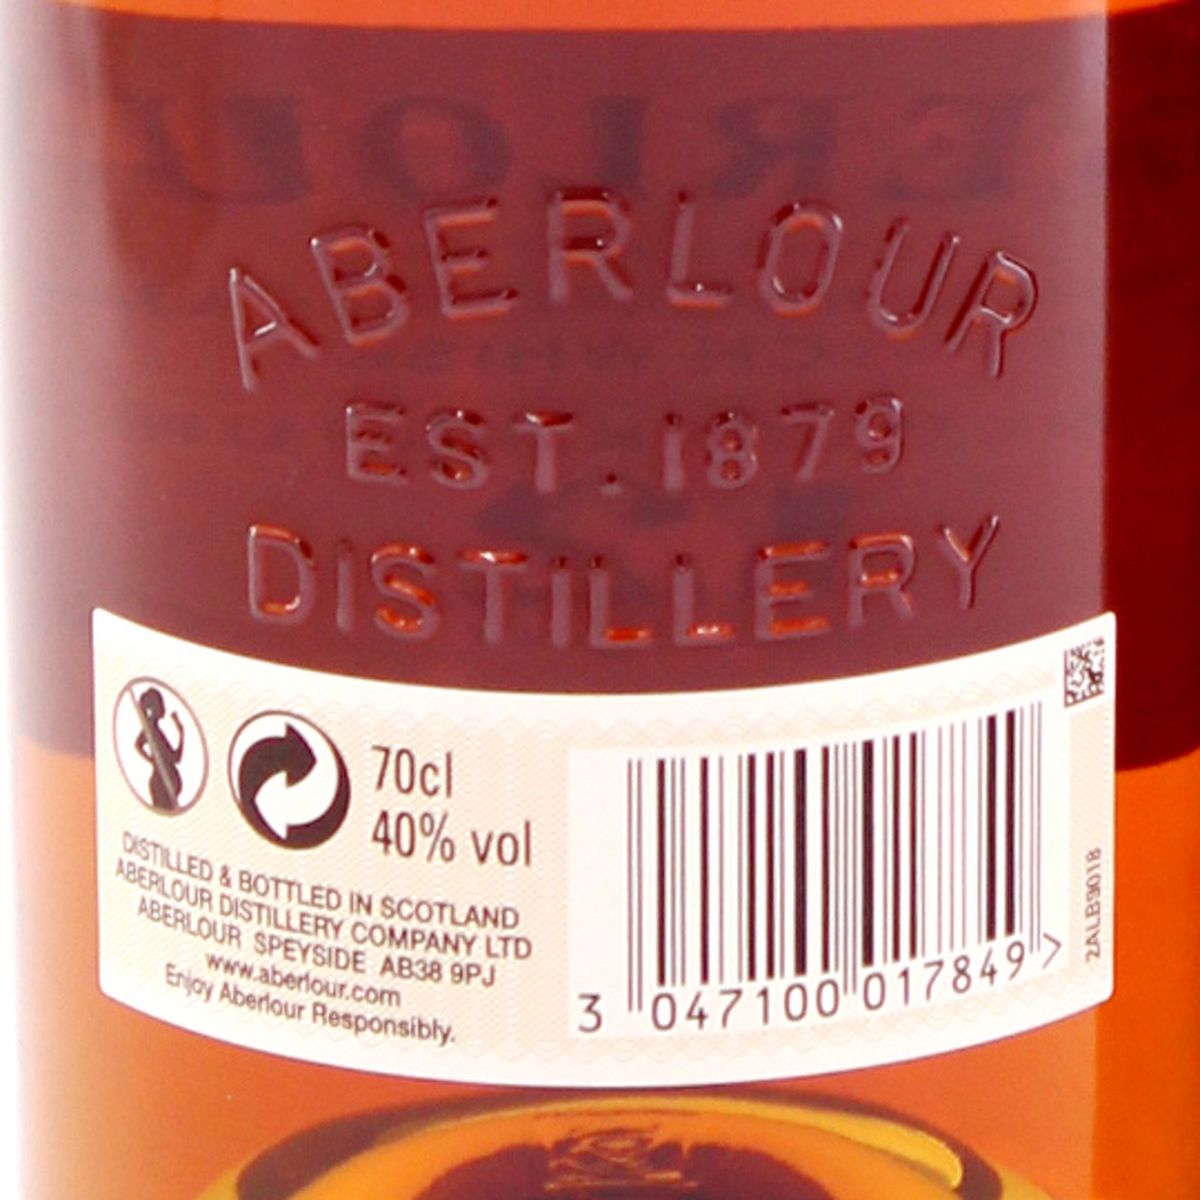 ABERLOUR
EST. 1879
DISTILLERY
70cl
40% vol
DISTILLED & BOTTLED IN SCOTLAND
ABERLOUR DISTILLERY COMPANY LTD
ABERLOUR SPEYSIDE AB38 9PJ
www.aberlour.com
Enjoy Aberlour Responsibly.
3 047100 017849 >
2ALB9018